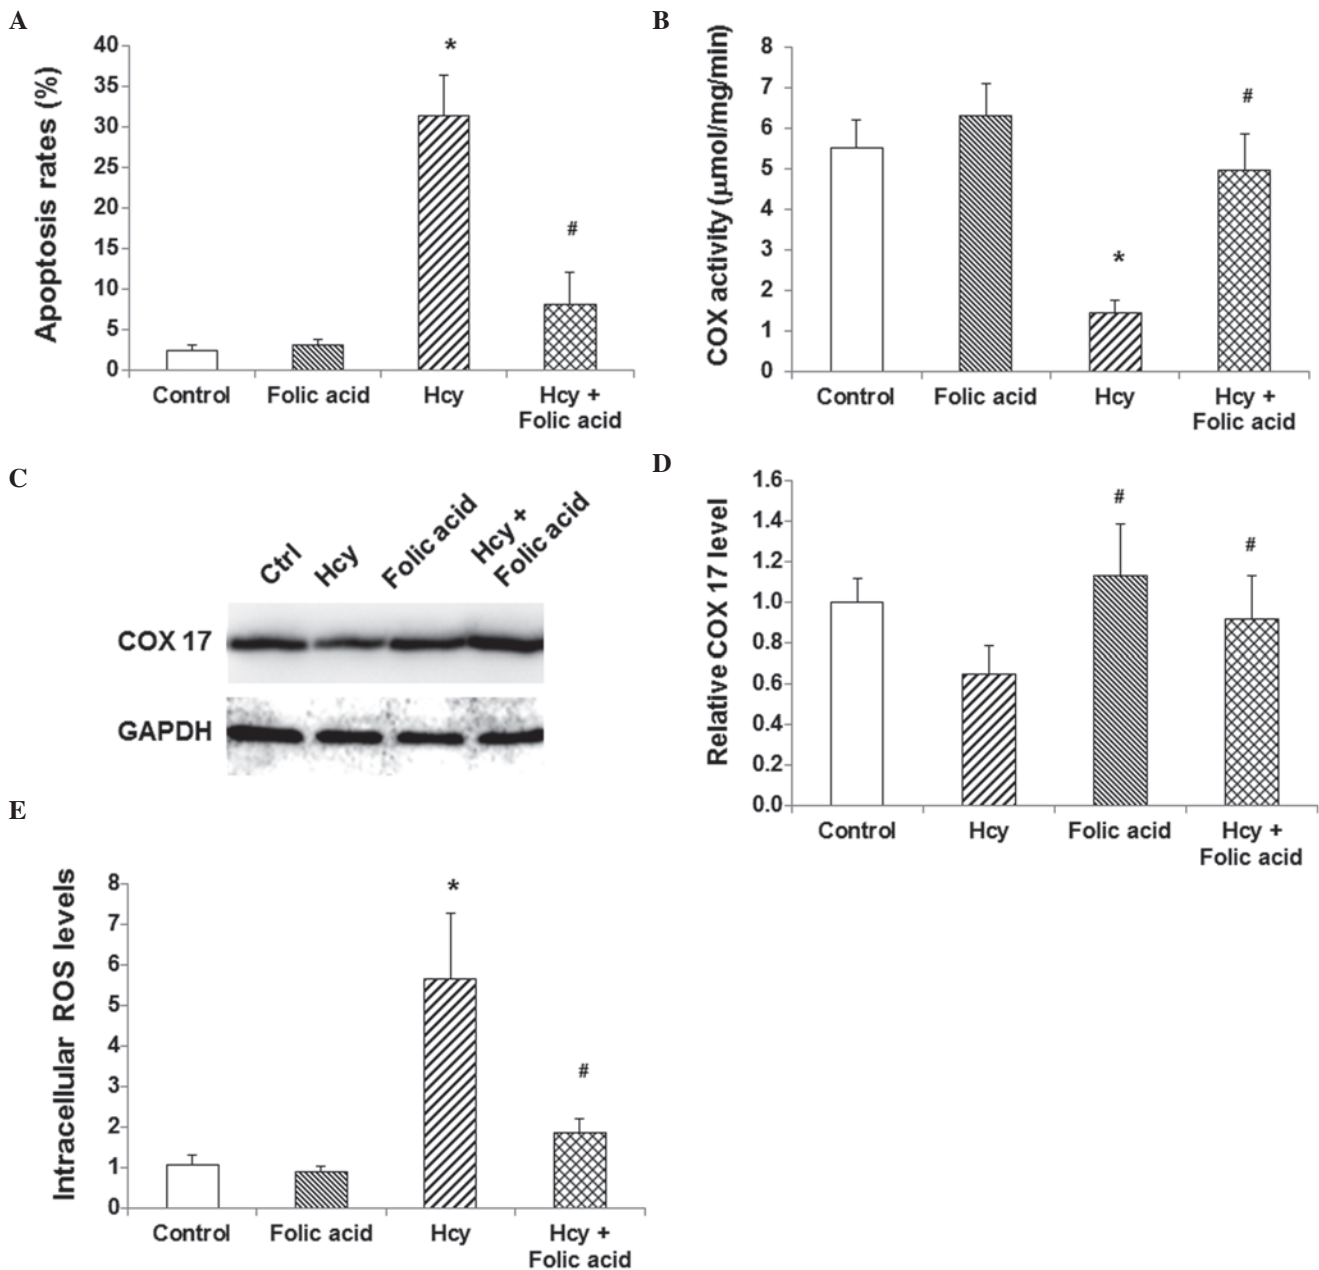 A
Apoptosis rates (%)
40
35
30
25
20
15
10
5
0
*
#
Control Folic acid Hcy Hcy +
Folic acid
B
COX activity (μmol/mg/min)
8
7
6
5
4
3
2
1
0
*
#
Control Folic acid Hcy Hcy +
Folic acid
C
Ctrl
Hcy
Folic acid
Hcy +
Folic acid
COX 17
GAPDH
D
Relative COX 17 level
1.6
1.4
1.2
1.0
0.8
0.6
0.4
0.2
0.0
#
#
Control Hcy Folic acid Hcy +
Folic acid
E
Intracellular ROS levels
8
7
6
5
4
3
2
1
0
*
#
Control Folic acid Hcy Hcy +
Folic acid